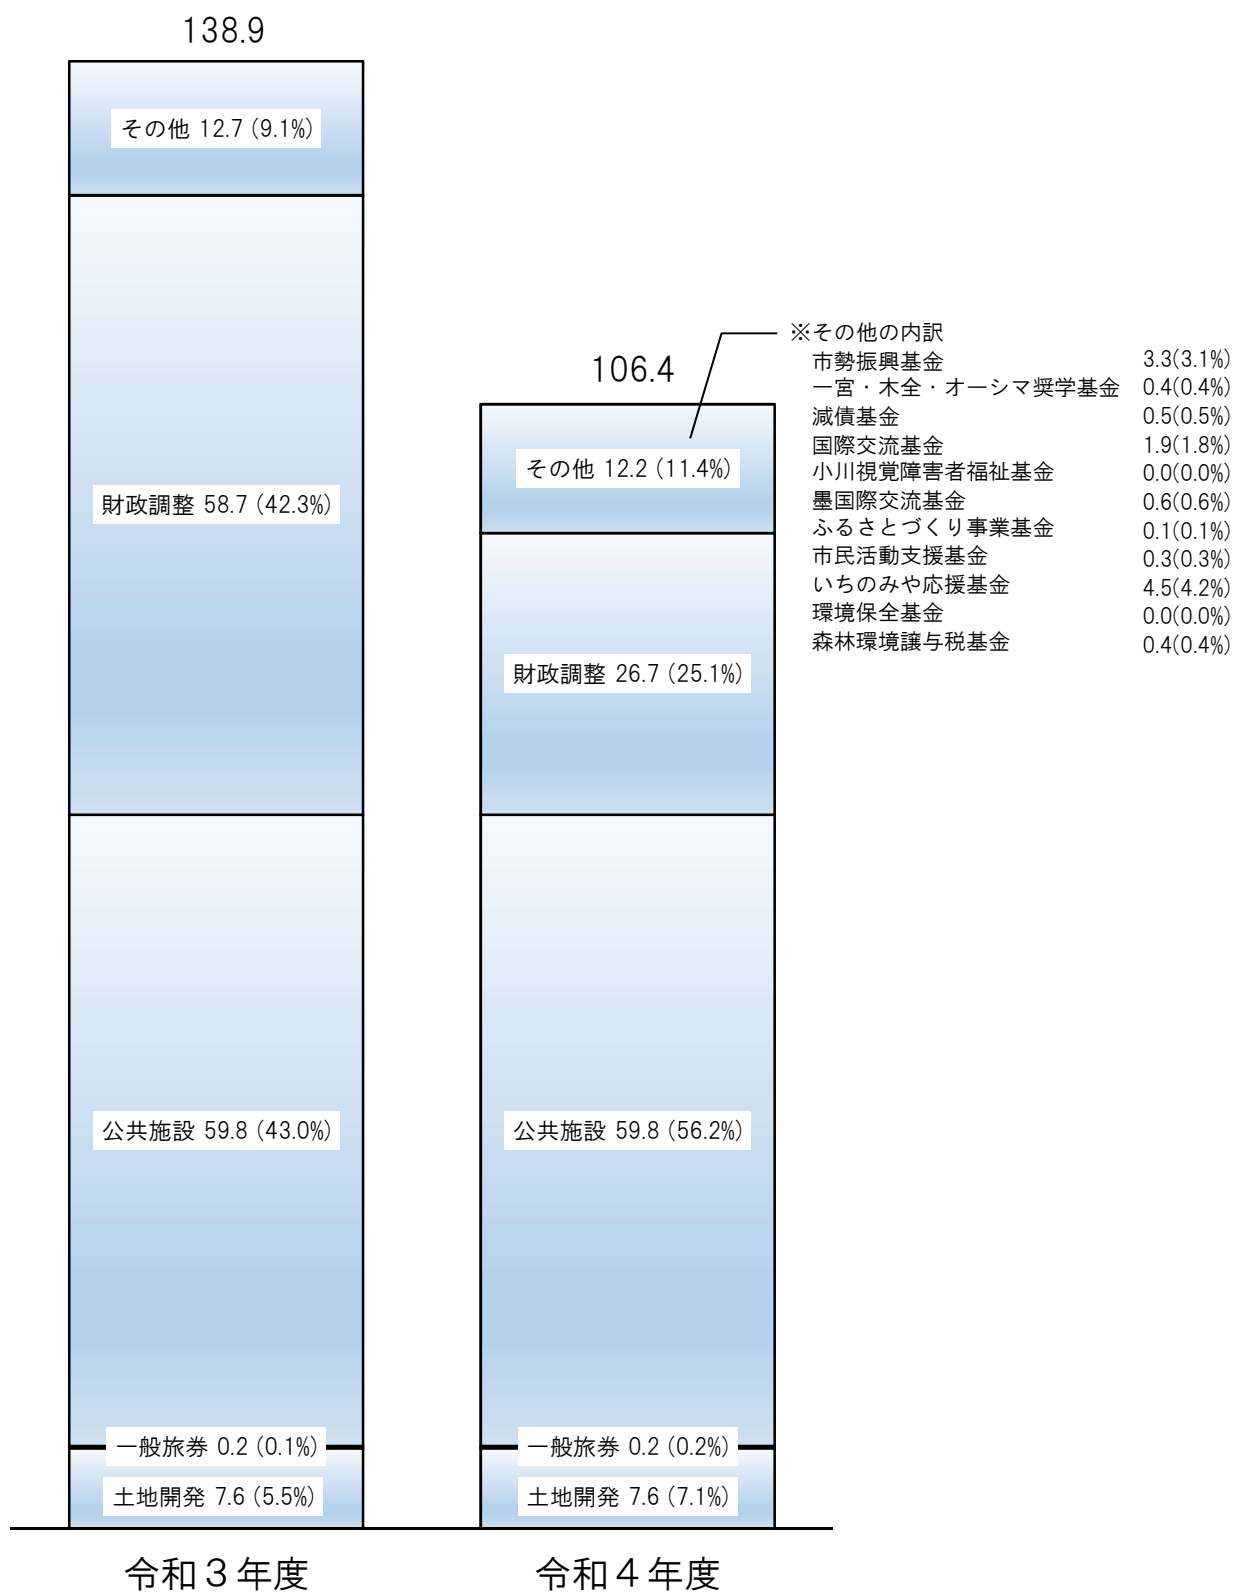 138.9
その他 12.7 (9.1%)
財政調整 58.7 (42.3%)
公共施設 59.8 (43.0%)
一般旅券 0.2 (0.1%)
土地開発 7.6 (5.5%)
令和３年度
106.4
その他 12.2 (11.4%)
財政調整 26.7 (25.1%)
公共施設 59.8 (56.2%)
一般旅券 0.2 (0.2%)
土地開発 7.6 (7.1%)
令和４年度
※その他の内訳
市勢振興基金 3.3(3.1%)
一宮・木全・オーシマ奨学基金 0.4(0.4%)
減債基金 0.5(0.5%)
国際交流基金 1.9(1.8%)
小川視覚障害者福祉基金 0.0(0.0%)
墨国際交流基金 0.6(0.6%)
ふるさとづくり事業基金 0.1(0.1%)
市民活動支援基金 0.3(0.3%)
いちのみや応援基金 4.5(4.2%)
環境保全基金 0.0(0.0%)
森林環境譲与税基金 0.4(0.4%)